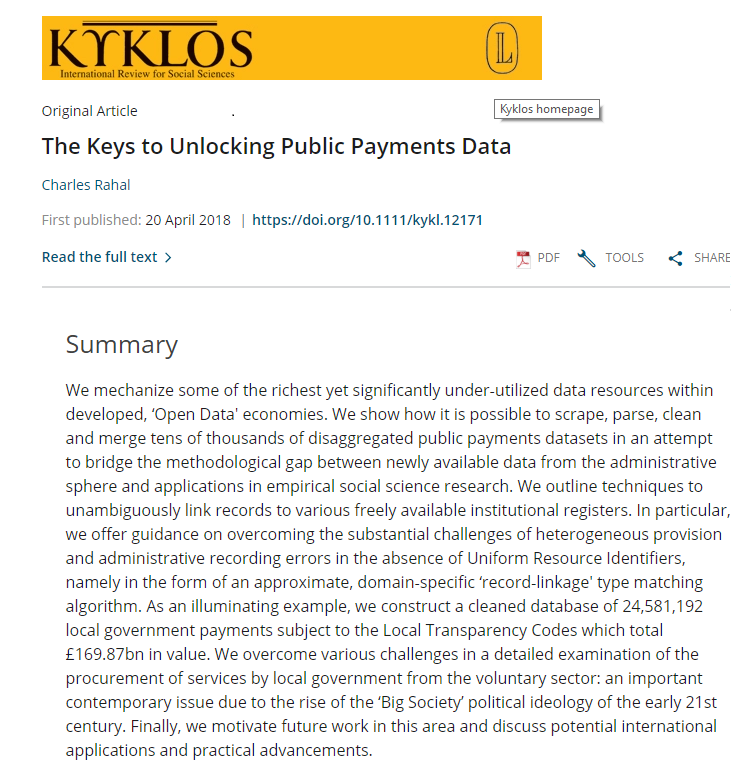 KYKLOS
International Review for Social Sciences
Original Article .
Kyklos homepage
The Keys to Unlocking Public Payments Data
Charles Rahal
First published: 20 April 2018 | https://doi.org/10.1111/kykl.12171
Read the full text >
PDF TOOLS SHARE
Summary
We mechanize some of the richest yet significantly under-utilized data resources within
developed, ‘Open Data' economies. We show how it is possible to scrape, parse, clean
and merge tens of thousands of disaggregated public payments datasets in an attempt
to bridge the methodological gap between newly available data from the administrative
sphere and applications in empirical social science research. We outline techniques to
unambiguously link records to various freely available institutional registers. In particular,
we offer guidance on overcoming the substantial challenges of heterogeneous provision
and administrative recording errors in the absence of Uniform Resource Identifiers,
namely in the form of an approximate, domain-specific ‘record-linkage' type matching
algorithm. As an illuminating example, we construct a cleaned database of 24,581,192
local government payments subject to the Local Transparency Codes which total
£169.87bn in value. We overcome various challenges in a detailed examination of the
procurement of services by local government from the voluntary sector: an important
contemporary issue due to the rise of the ‘Big Society’ political ideology of the early 21st
century. Finally, we motivate future work in this area and discuss potential international
applications and practical advancements.